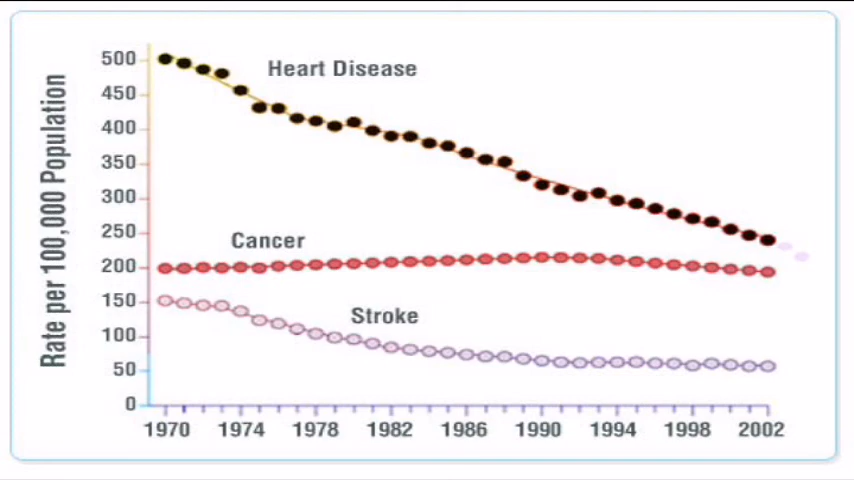 500
Heart Disease
450
400
350
300
250
Cancer
200
150
Stroke
100
50
0
Rate per 100,000 Population
1970 1974 1978 1982 1986 1990 1994 1998 2002